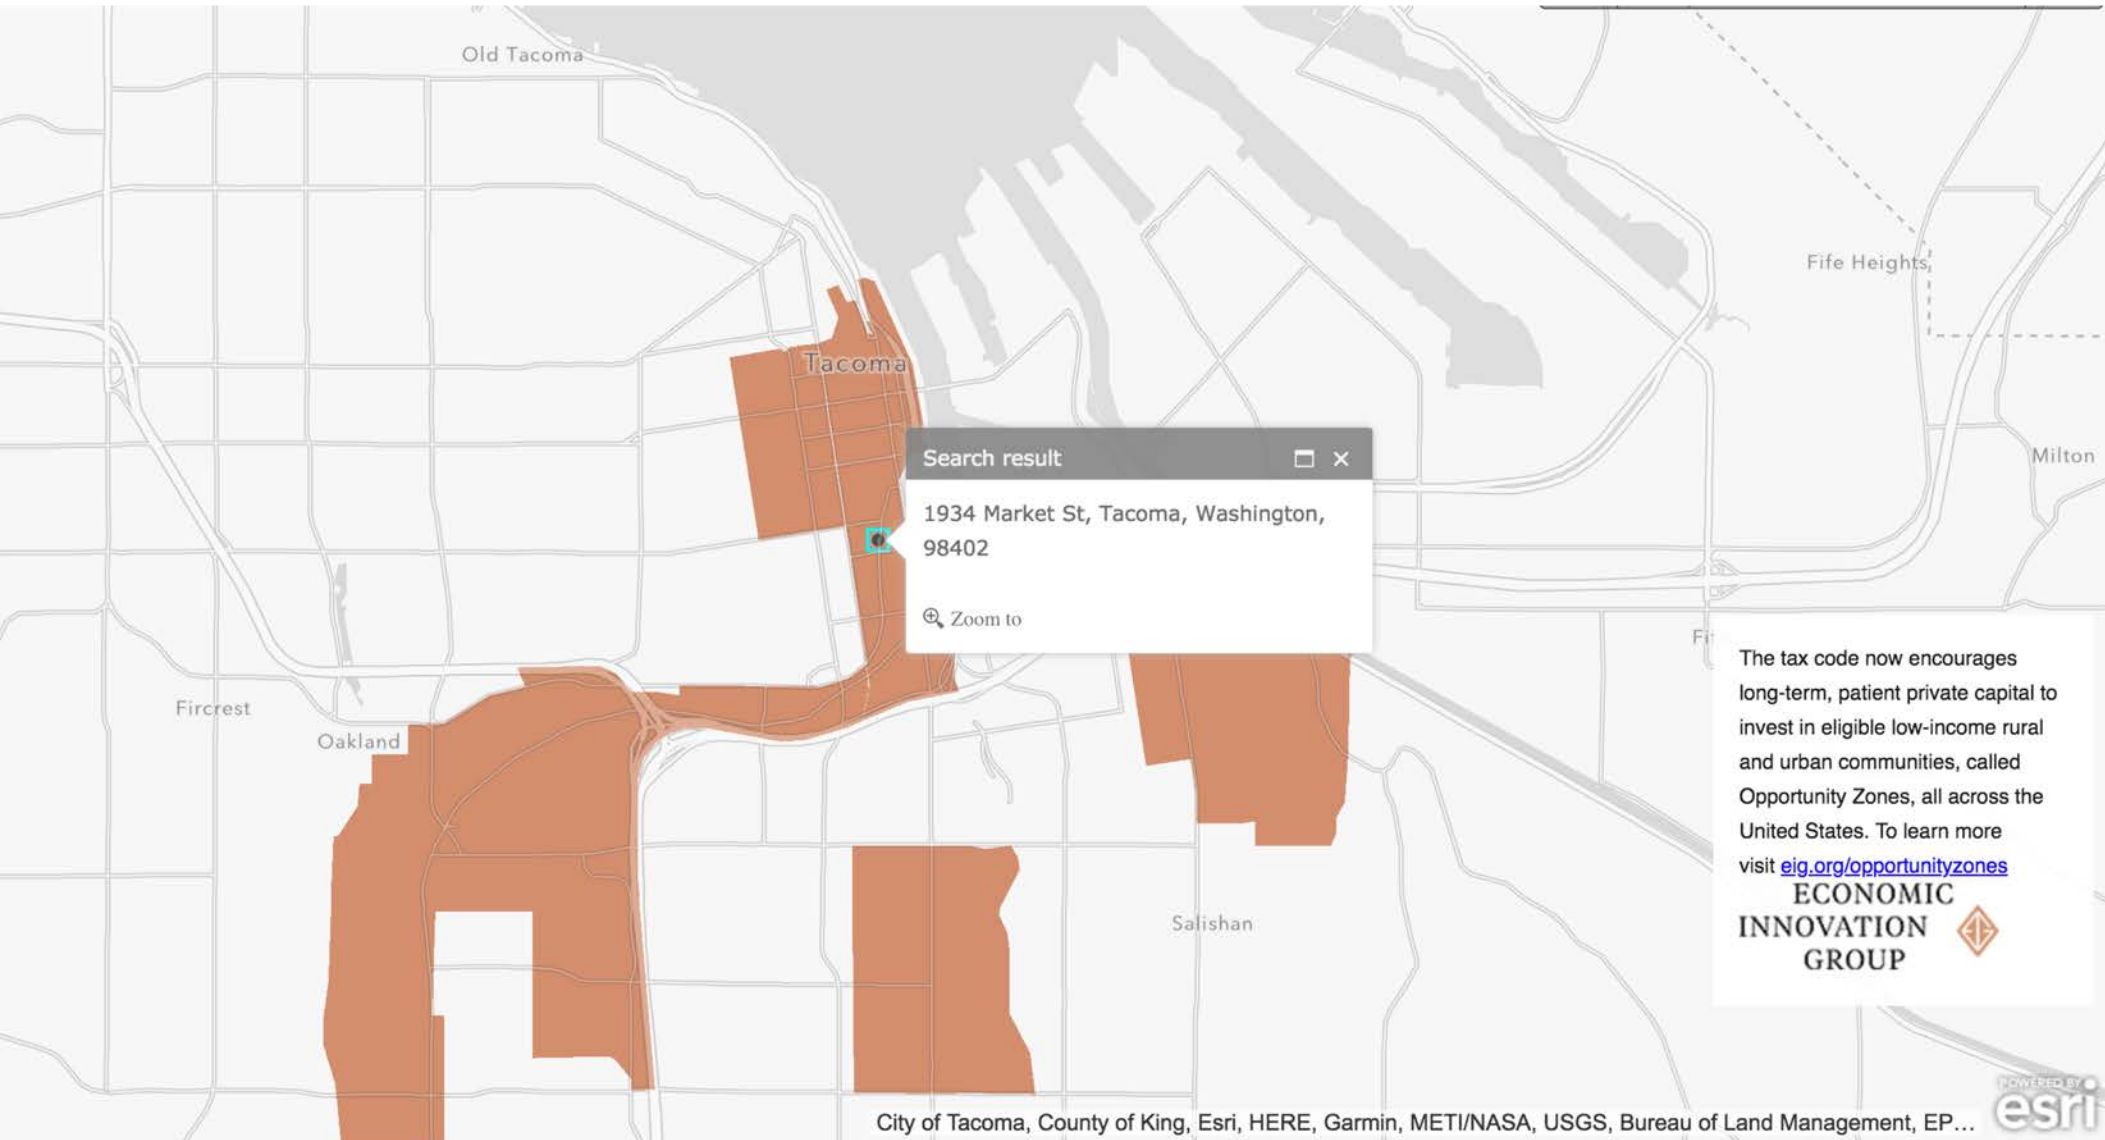 Old Tacoma
Fife Heights
Tacoma
Search result
Milton
1934 Market St, Tacoma, Washington,
98402
Zoom to
The tax code now encourages
long-term, patient private capital to
invest in eligible low-income rural
and urban communities, called
Opportunity Zones, all across the
United States. To learn more
visit eig.org/opportunityzones
ECONOMIC
INNOVATION
GROUP
EIG
Fircrest
Oakland
Salishan
City of Tacoma, County of King, Esri, HERE, Garmin, METI/NASA, USGS, Bureau of Land Management, EP...
POWERED BY
esri